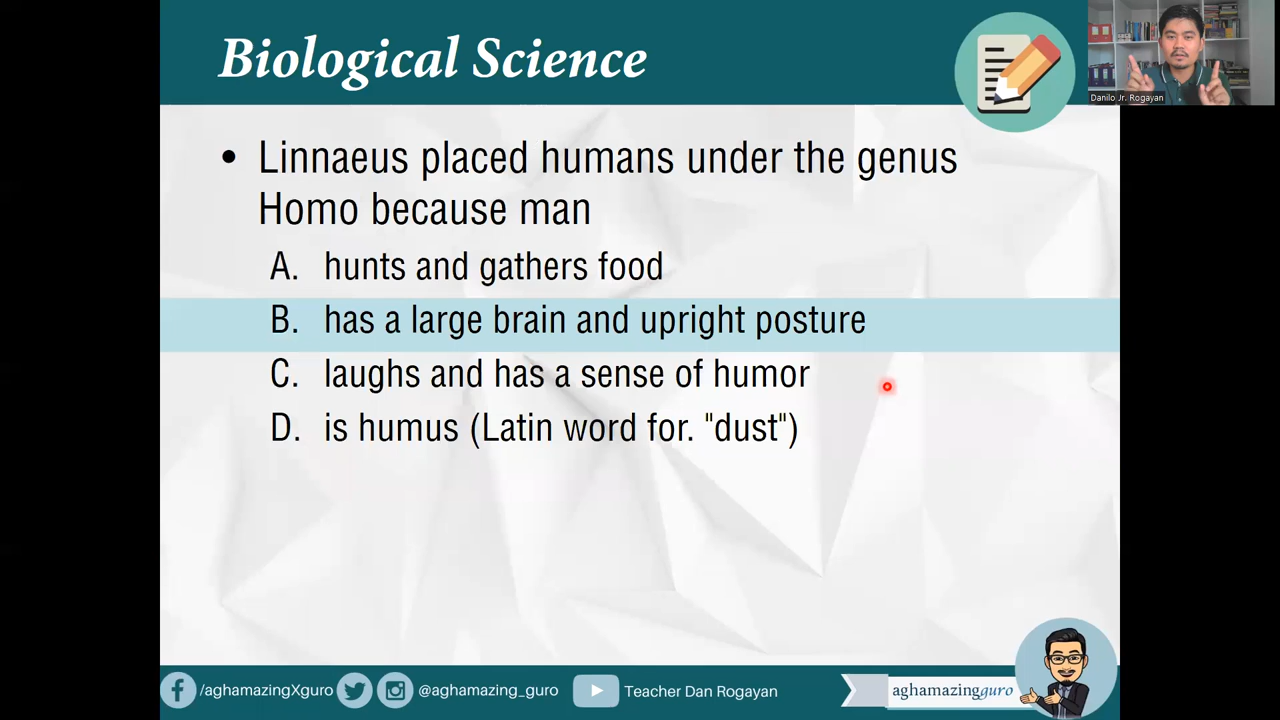 Biological Science
Danilo Jr. Rogayan
• Linnaeus placed humans under the genus
Homo because man
A. hunts and gathers food
B. has a large brain and upright posture
C. laughs and has a sense of humor
D. is humus (Latin word for. "dust")
/aghamazingXguro
@aghamazing_guro
Teacher Dan Rogayan
aghamazingguro